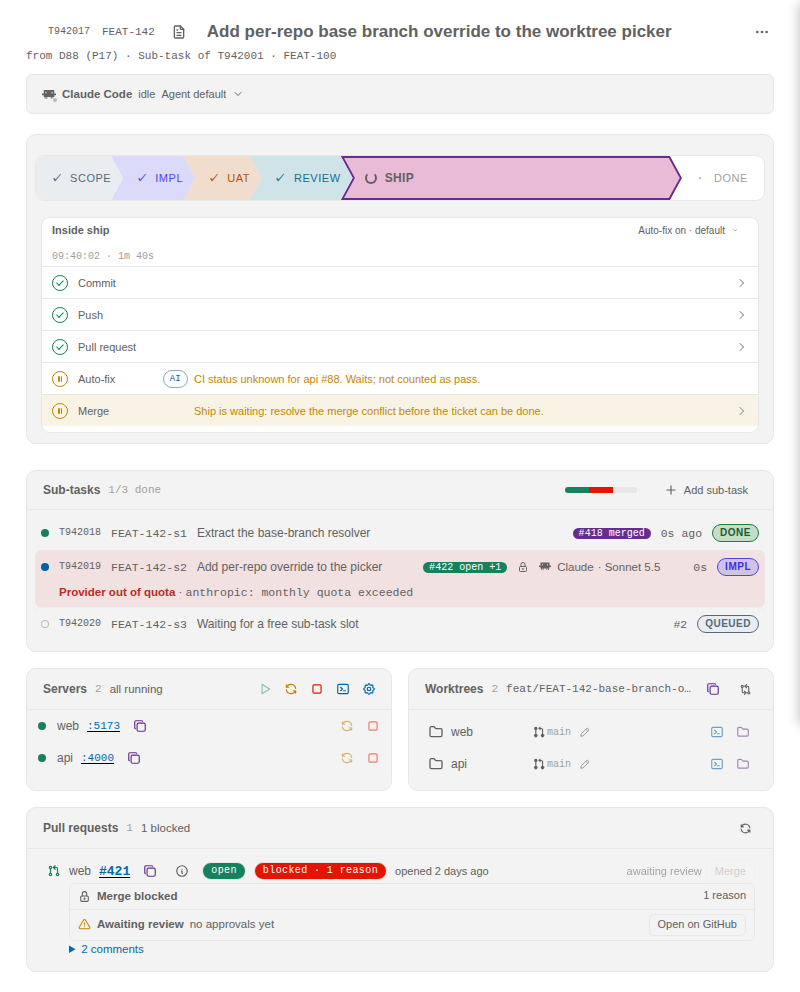 T942017 FEAT-142 Add per-repo base branch override to the worktree picker
from D88 (P17) · Sub-task of T942001 · FEAT-100
Claude Code idle Agent default
SCOPE IMPL UAT REVIEW SHIP DONE
Inside ship Auto-fix on · default
09:40:02 · 1m 40s
Commit
Push
Pull request
Auto-fix AI CI status unknown for api #88. Waits; not counted as pass.
Merge Ship is waiting: resolve the merge conflict before the ticket can be done.
Sub-tasks 1/3 done Add sub-task
T942018 FEAT-142-s1 Extract the base-branch resolver #418 merged 0s ago DONE
T942019 FEAT-142-s2 Add per-repo override to the picker #422 open +1 Claude · Sonnet 5.5 0s IMPL
Provider out of quota · anthropic: monthly quota exceeded
T942020 FEAT-142-s3 Waiting for a free sub-task slot #2 QUEUED
Servers 2 all running
web :5173
api :4000
Worktrees 2 feat/FEAT-142-base-branch-o…
web main
api main
Pull requests 1 1 blocked
web #421 open blocked · 1 reason opened 2 days ago awaiting review Merge
Merge blocked 1 reason
Awaiting review no approvals yet Open on GitHub
2 comments